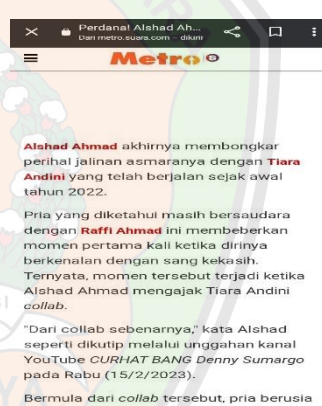 Perdana! Alshad Ah...
Dari metro.suara.com – dikiri
Metro
Alshad Ahmad akhirnya membongkar
perihal jalinan asmaranya dengan Tiara
Andini yang telah berjalan sejak awal
tahun 2022.
Pria yang diketahui masih bersaudara
dengan Raffi Ahmad ini membeberkan
momen pertama kali ketika dirinya
berkenalan dengan sang kekasih.
Ternyata, momen tersebut terjadi ketika
Alshad Ahmad mengajak Tiara Andini
collab.
"Dari collab sebenarnya," kata Alshad
seperti dikutip melalui unggahan kanal
YouTube CURHAT BANG Denny Sumargo
pada Rabu (15/2/2023).
Bermula dari collab tersebut, pria berusia